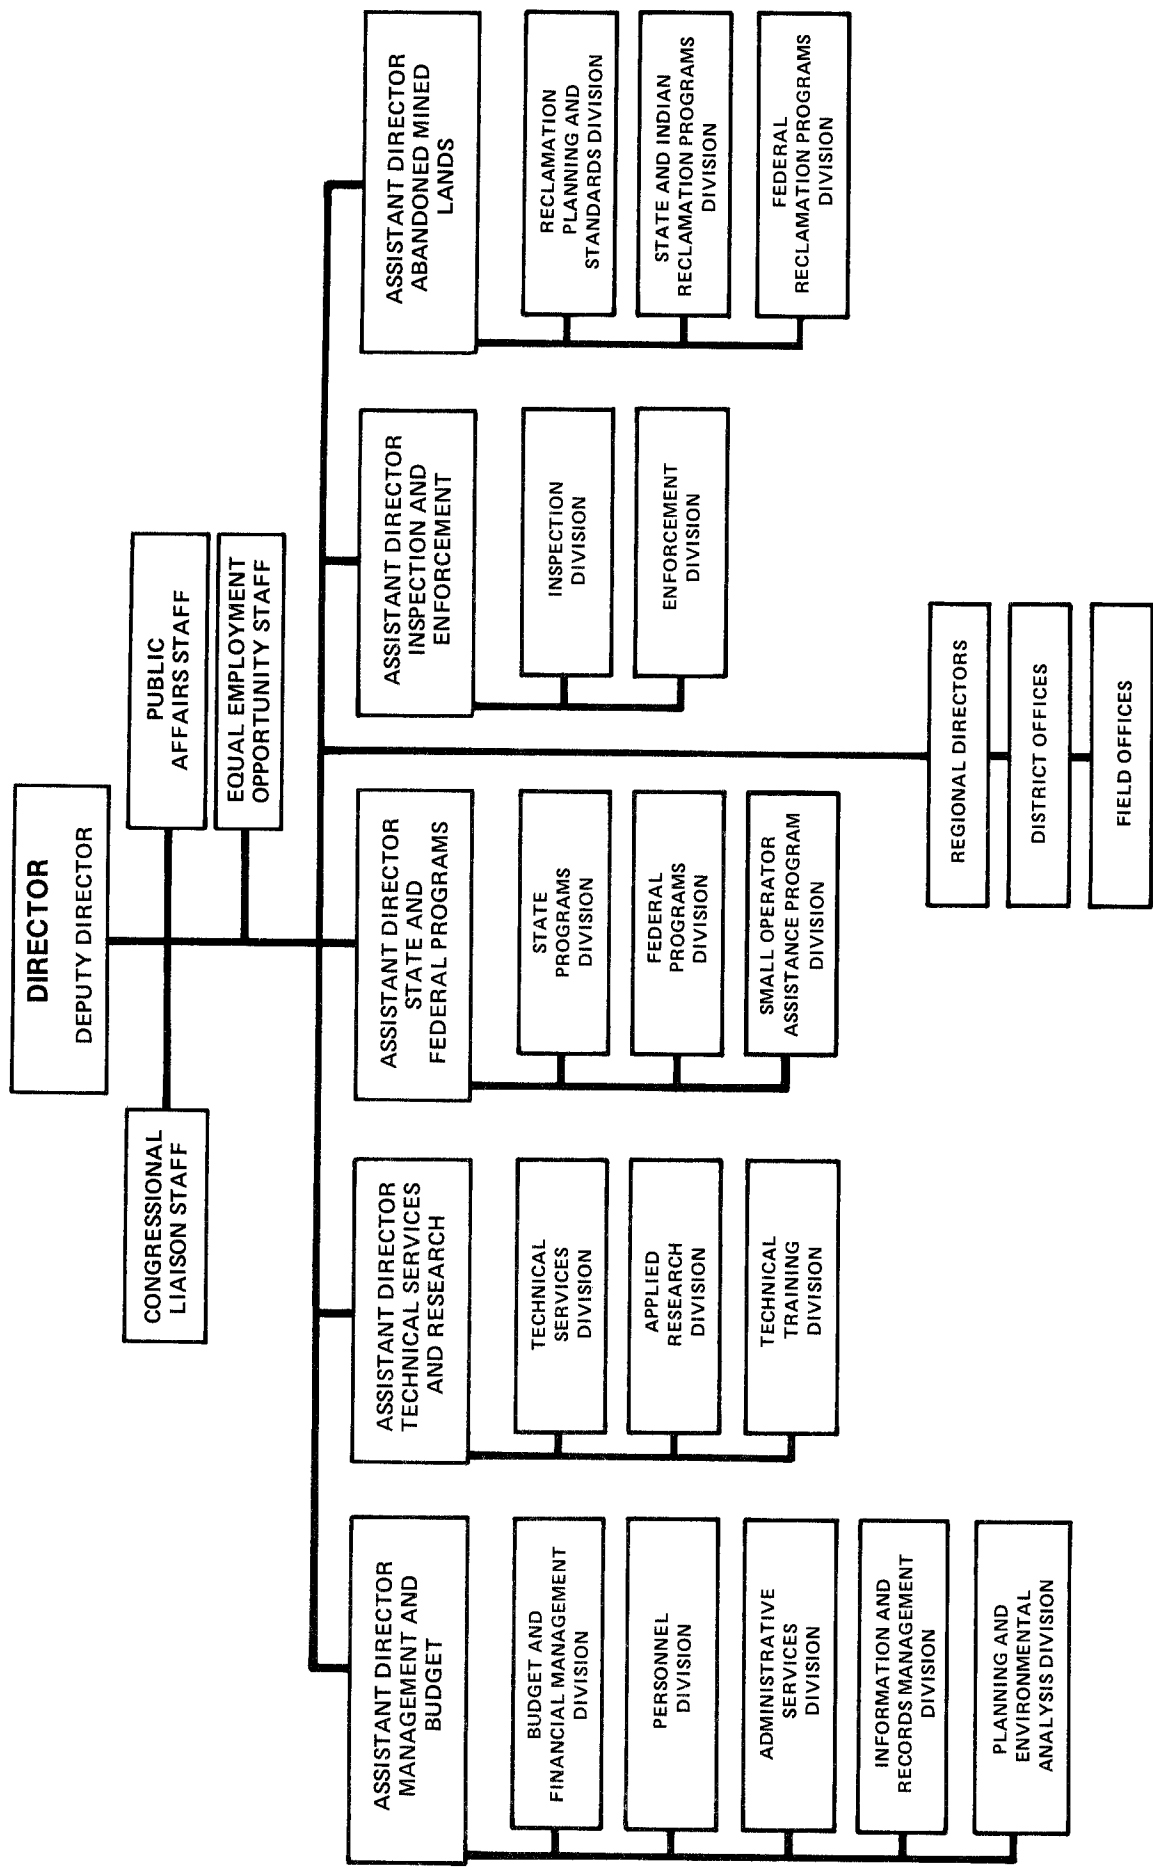 DIRECTOR
DEPUTY DIRECTOR
CONGRESSIONAL
LIAISON STAFF
PUBLIC
AFFAIRS STAFF
EQUAL EMPLOYMENT
OPPORTUNITY STAFF
ASSISTANT DIRECTOR
MANAGEMENT AND
BUDGET
BUDGET AND
FINANCIAL MANAGEMENT
DIVISION
PERSONNEL
DIVISION
ADMINISTRATIVE
SERVICES
DIVISION
INFORMATION AND
RECORDS MANAGEMENT
DIVISION
PLANNING AND
ENVIRONMENTAL
ANALYSIS DIVISION
ASSISTANT DIRECTOR
TECHNICAL SERVICES
AND RESEARCH
TECHNICAL
SERVICES
DIVISION
APPLIED
RESEARCH
DIVISION
TECHNICAL
TRAINING
DIVISION
ASSISTANT DIRECTOR
STATE AND
FEDERAL PROGRAMS
STATE
PROGRAMS
DIVISION
FEDERAL
PROGRAMS
DIVISION
SMALL OPERATOR
ASSISTANCE PROGRAM
DIVISION
REGIONAL DIRECTORS
DISTRICT OFFICES
FIELD OFFICES
ASSISTANT DIRECTOR
INSPECTION AND
ENFORCEMENT
INSPECTION
DIVISION
ENFORCEMENT
DIVISION
ASSISTANT DIRECTOR
ABANDONED MINED
LANDS
RECLAMATION
PLANNING AND
STANDARDS DIVISION
STATE AND INDIAN
RECLAMATION PROGRAMS
DIVISION
FEDERAL
RECLAMATION PROGRAMS
DIVISION